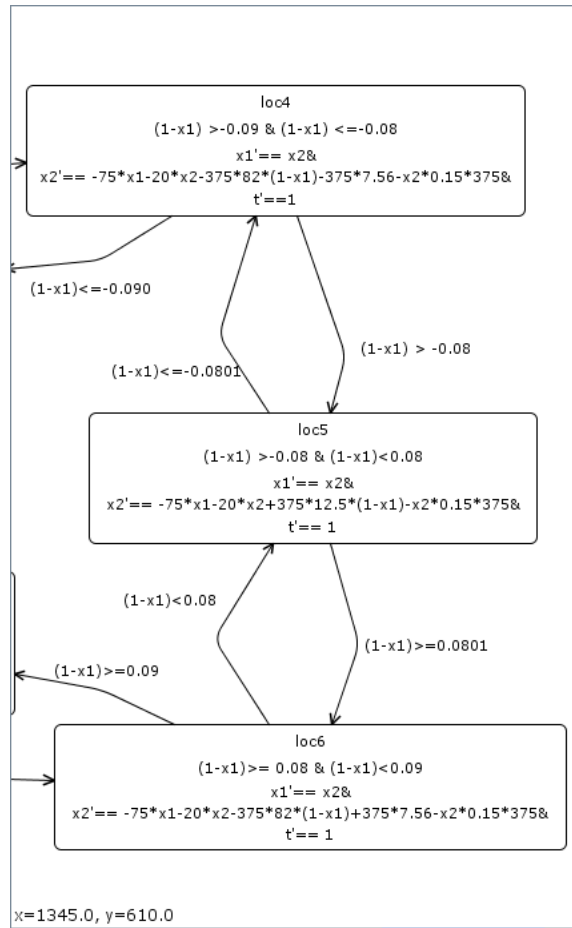 loc4
(1-x1) >-0.09 & (1-x1) <=-0.08
x1'== x2&
x2'== -75*x1-20*x2-375*82*(1-x1)-375*7.56-x2*0.15*375&
t'==1
(1-x1)<=-0.090
(1-x1) > -0.08
(1-x1)<=-0.0801
loc5
(1-x1) >-0.08 & (1-x1)<0.08
x1'== x2&
x2'== -75*x1-20*x2+375*12.5*(1-x1)-x2*0.15*375&
t'== 1
(1-x1)<0.08
(1-x1)>=0.0801
(1-x1)>=0.09
loc6
(1-x1)>= 0.08 & (1-x1)<0.09
x1'== x2&
x2'== -75*x1-20*x2-375*82*(1-x1)+375*7.56-x2*0.15*375&
t'== 1
x=1345.0, y=610.0